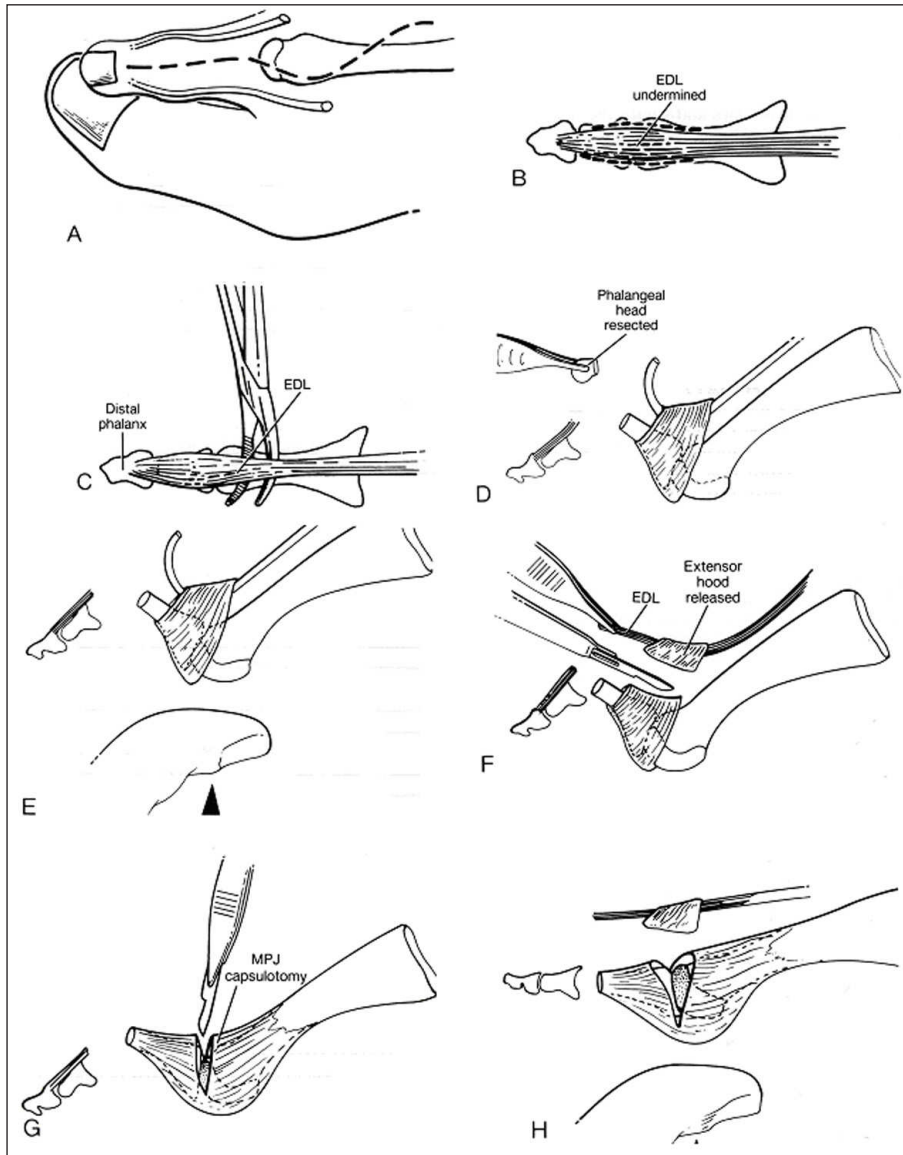 A
EDL
undermined
B
EDL
Distal
phalanx
C
Phalangeal
head
resected
D
E
EDL
Extensor
hood
released
F
MPJ
capsulotomy
G
H